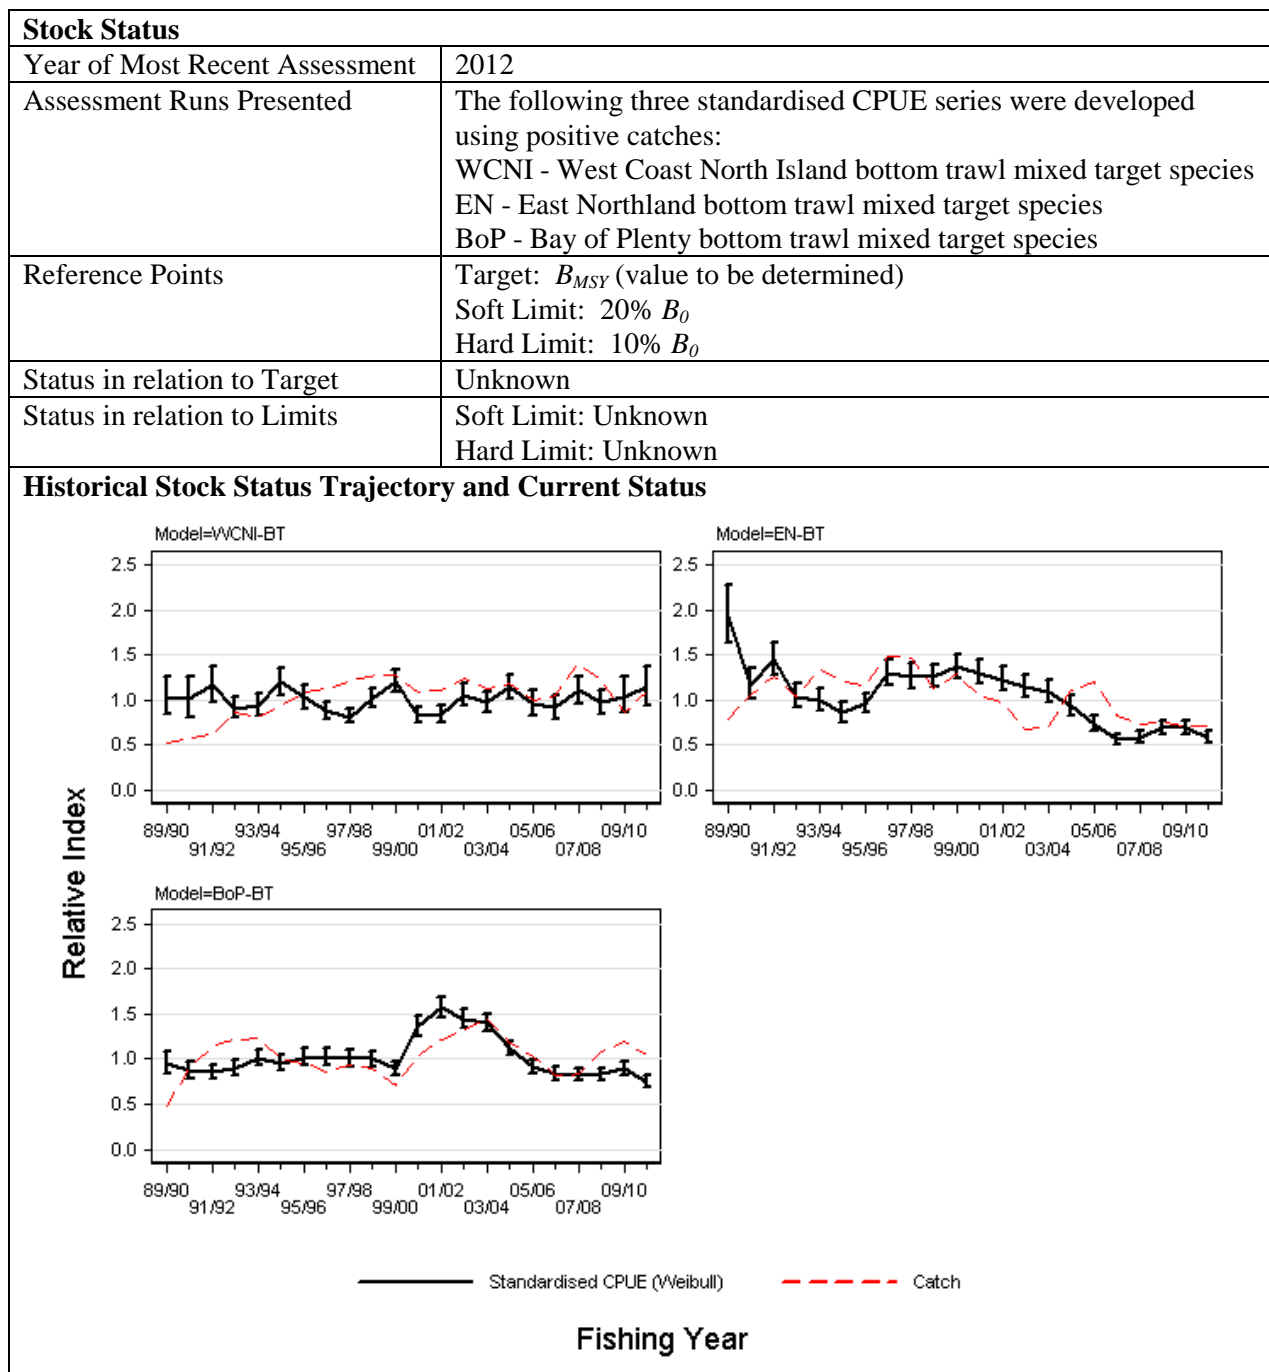 Stock Status
Year of Most Recent Assessment 2012
Assessment Runs Presented The following three standardised CPUE series were developed
using positive catches:
WCNI - West Coast North Island bottom trawl mixed target species
EN - East Northland bottom trawl mixed target species
BoP - Bay of Plenty bottom trawl mixed target species
Reference Points Target: BMSY (value to be determined)
Soft Limit: 20% B0
Hard Limit: 10% B0
Status in relation to Target Unknown
Status in relation to Limits Soft Limit: Unknown
Hard Limit: Unknown
Historical Stock Status Trajectory and Current Status
Model=WCNI-BT
2.5
2.0
1.5
1.0
0.5
0.0
89/90 93/94 97/98 01/02 05/06 09/10
91/92 95/96 99/00 03/04 07/08
Model=EN-BT
2.5
2.0
1.5
1.0
0.5
0.0
89/90 93/94 97/98 01/02 05/06 09/10
91/92 95/96 99/00 03/04 07/08
Relative Index
Model=BoP-BT
2.5
2.0
1.5
1.0
0.5
0.0
89/90 93/94 97/98 01/02 05/06 09/10
91/92 95/96 99/00 03/04 07/08
Standardised CPUE (Weibull) Catch
Fishing Year